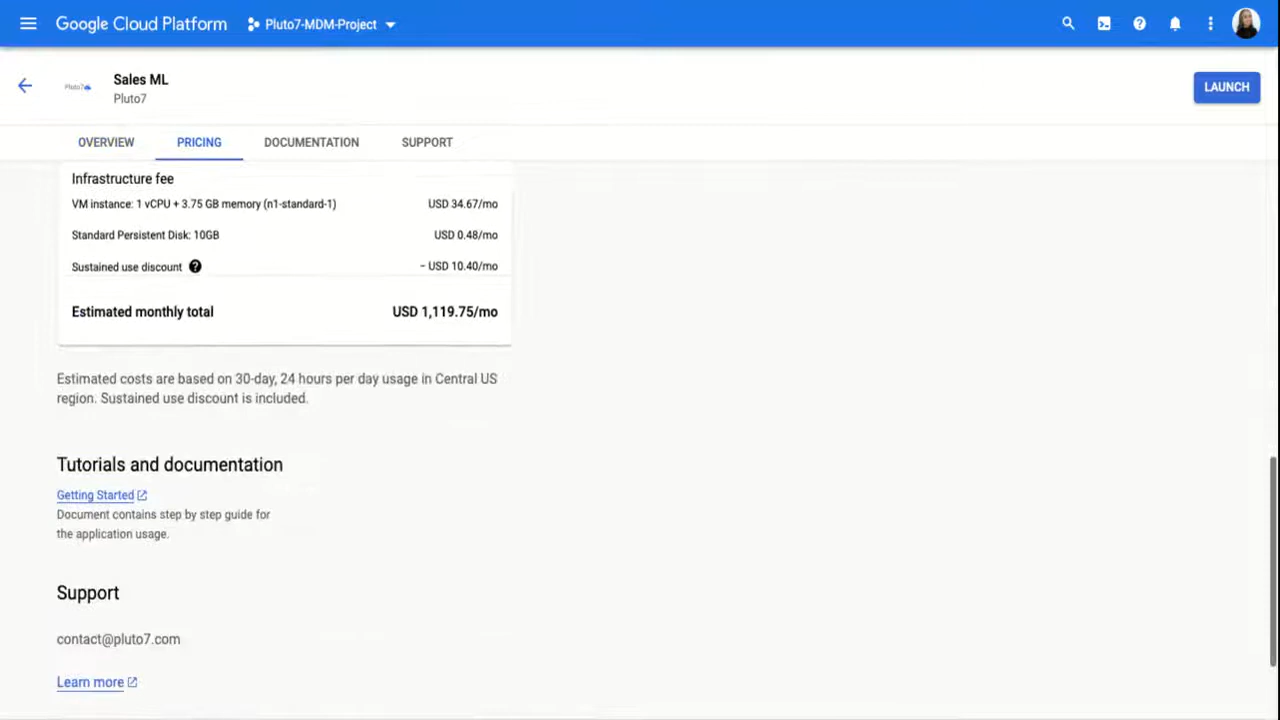 Google Cloud Platform
Pluto7-MDM-Project
Pluto7
Sales ML
Pluto7
LAUNCH
OVERVIEW
PRICING
DOCUMENTATION
SUPPORT
Infrastructure fee
VM instance: 1 vCPU + 3.75 GB memory (n1-standard-1) USD 34.67/mo
Standard Persistent Disk: 10GB USD 0.48/mo
Sustained use discount ? - USD 10.40/mo
Estimated monthly total USD 1,119.75/mo
Estimated costs are based on 30-day, 24 hours per day usage in Central US
region. Sustained use discount is included.
Tutorials and documentation
Getting Started
Document contains step by step guide for
the application usage.
Support
contact@pluto7.com
Learn more